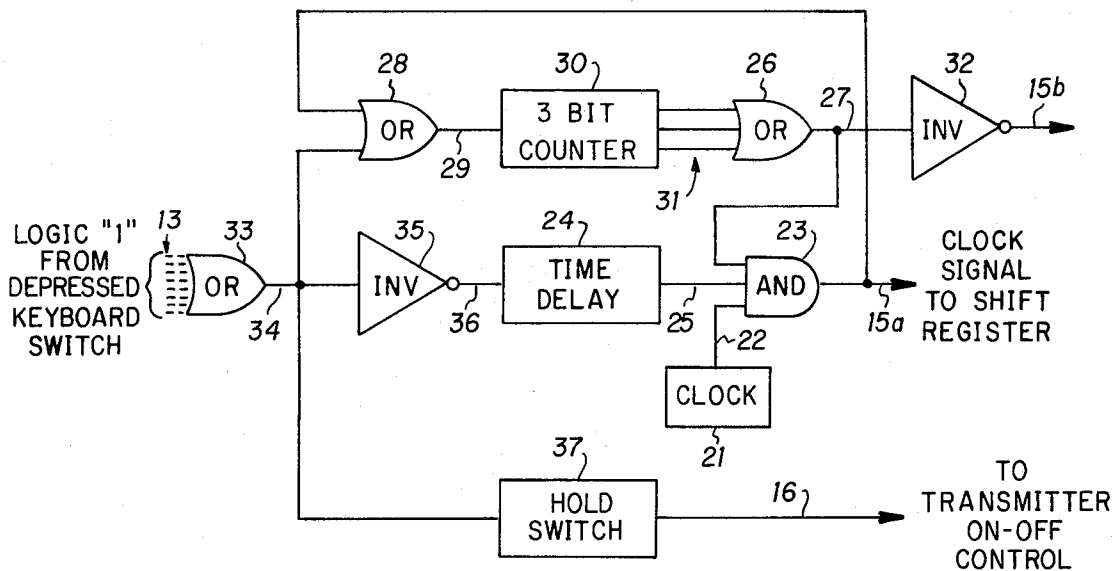 28
30
26
32
OR
3 BIT
COUNTER
OR
27
INV
15b
29
31
LOGIC "1"
FROM
DEPRESSED
KEYBOARD
SWITCH
13
33
OR
34
35
INV
36
24
TIME
DELAY
25
23
AND
15a
CLOCK
SIGNAL
TO SHIFT
REGISTER
22
CLOCK
21
37
HOLD
SWITCH
16
TO
TRANSMITTER
ON-OFF
CONTROL